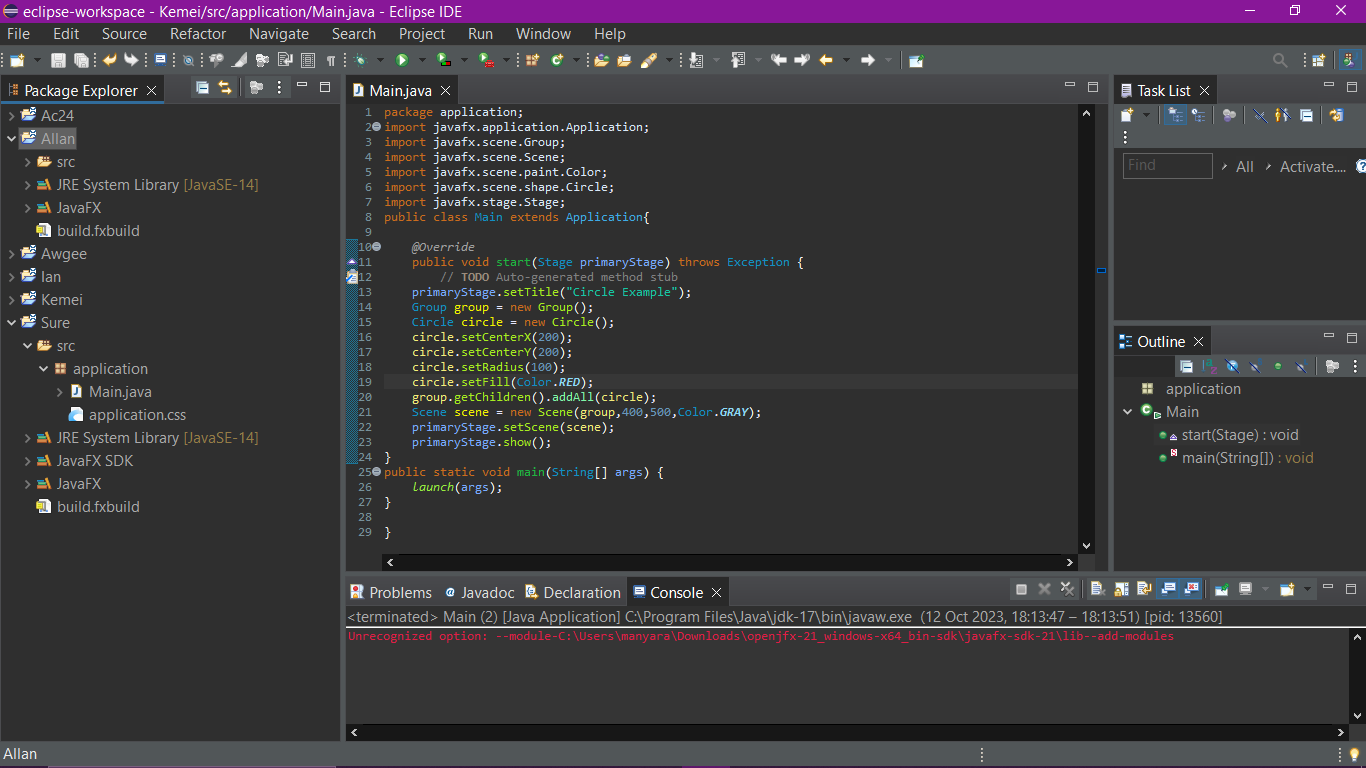 eclipse-workspace - Kemei/src/application/Main.java - Eclipse IDE
File Edit Source Refactor Navigate Search Project Run Window Help
Package Explorer
Ac24
Allan
src
JRE System Library [JavaSE-14]
JavaFX
build.fxbuild
Awgee
Ian
Kemei
Sure
src
application
Main.java
application.css
JRE System Library [JavaSE-14]
JavaFX SDK
JavaFX
build.fxbuild
Main.java
1 package application;
2 import javafx.application.Application;
3 import javafx.scene.Group;
4 import javafx.scene.Scene;
5 import javafx.scene.paint.Color;
6 import javafx.scene.shape.Circle;
7 import javafx.stage.Stage;
8 public class Main extends Application{
9
10 @Override
11 public void start(Stage primaryStage) throws Exception {
12 // TODO Auto-generated method stub
13 primaryStage.setTitle("Circle Example");
14 Group group = new Group();
15 Circle circle = new Circle();
16 circle.setCenterX(200);
17 circle.setCenterY(200);
18 circle.setRadius(100);
19 circle.setFill(Color.RED);
20 group.getChildren().addAll(circle);
21 Scene scene = new Scene(group,400,500,Color.GRAY);
22 primaryStage.setScene(scene);
23 primaryStage.show();
24 }
25 public static void main(String[] args) {
26 launch(args);
27 }
28
29 }
Task List
Find All Activate....
Outline
application
Main
start(Stage) : void
main(String[]) : void
Problems Javadoc Declaration Console
<terminated> Main (2) [Java Application] C:\Program Files\Java\jdk-17\bin\javaw.exe (12 Oct 2023, 18:13:47 – 18:13:51) [pid: 13560]
Unrecognized option: --module-C:\Users\manyara\Downloads\openjfx-21_windows-x64_bin-sdk\javafx-sdk-21\lib--add-modules
Allan